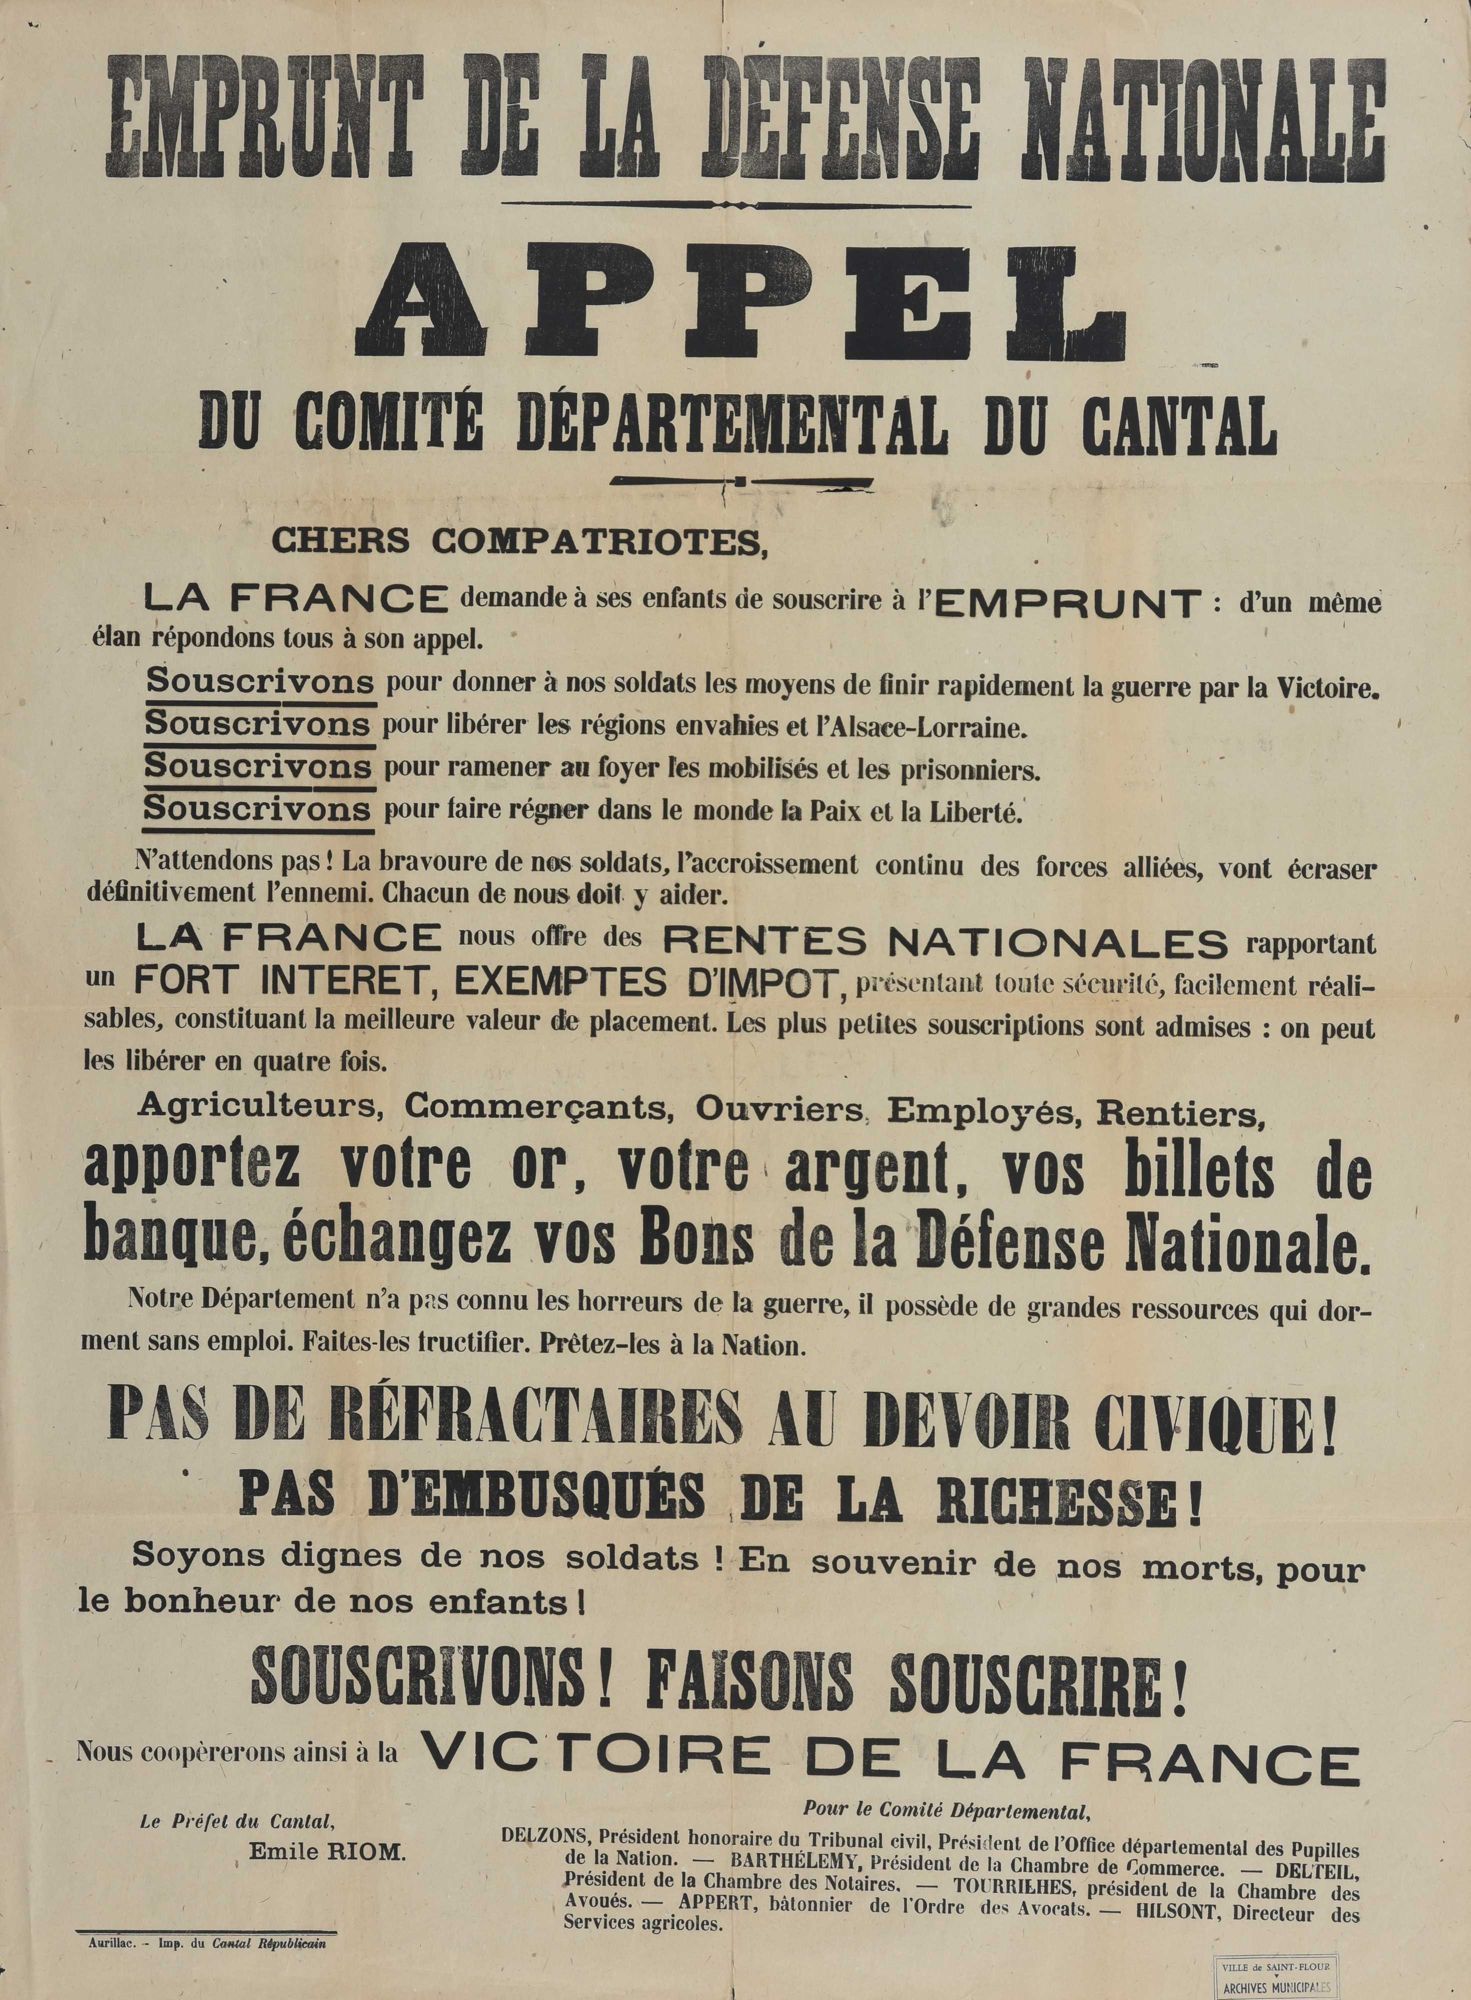 EMPRUNT DE LA DÉFENSE NATIONALE
APPEL
DU COMITÉ DÉPARTEMENTAL DU CANTAL
CHERS COMPATRIOTES,
LA FRANCE demande à ses enfants de souscrire à l'EMPRUNT : d'un même
élan répondons tous à son appel.
Souscrivons pour donner à nos soldats les moyens de finir rapidement la guerre par la Victoire.
Souscrivons pour libérer les régions envahies et l'Alsace-Lorraine.
Souscrivons pour ramener au foyer les mobilisés et les prisonniers.
Souscrivons pour faire régner dans le monde la Paix et la Liberté.
N'attendons pas ! La bravoure de nos soldats, l'accroissement continu des forces alliées, vont écraser
définitivement l'ennemi. Chacun de nous doit y aider.
LA FRANCE nous offre des RENTES NATIONALES rapportant
un FORT INTERET, EXEMPTES D'IMPOT, présentant toute sécurité, facilement réali-
sables, constituant la meilleure valeur de placement. Les plus petites souscriptions sont admises : on peut
les libérer en quatre fois.
Agriculteurs, Commerçants, Ouvriers, Employés, Rentiers,
apportez votre or, votre argent, vos billets de
banque, échangez vos Bons de la Défense Nationale.
Notre Département n'a pas connu les horreurs de la guerre, il possède de grandes ressources qui dor-
ment sans emploi. Faites-les fructifier. Prêtez-les à la Nation.
PAS DE RÉFRACTAIRES AU DEVOIR CIVIQUE !
PAS D'EMBUSQUÉS DE LA RICHESSE !
Soyons dignes de nos soldats ! En souvenir de nos morts, pour
le bonheur de nos enfants !
SOUSCRIVONS ! FAISONS SOUSCRIRE !
Nous coopèrerons ainsi à la VICTOIRE DE LA FRANCE
Le Préfet du Cantal,
Emile RIOM.
Pour le Comité Départemental,
DELZONS, Président honoraire du Tribunal civil, Président de l'Office départemental des Pupilles
de la Nation. — BARTHÉLEMY, Président de la Chambre de Commerce. — DELTEIL,
Président de la Chambre des Notaires. — TOURRILHES, président de la Chambre des
Avoués. — APPERT, bâtonnier de l'Ordre des Avocats. — HILSONT, Directeur des
Services agricoles.
Aurillac. — Imp. du Cantal Républicain
VILLE de SAINT-FLOUR
ARCHIVES MUNICIPALES